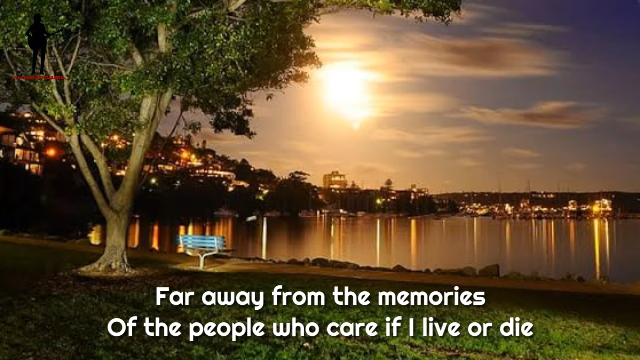 Far away from the memories
Of the people who care if I live or die